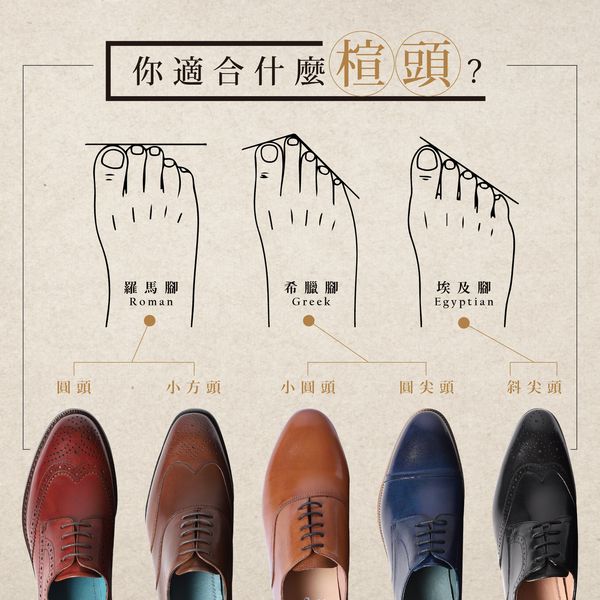 你適合什麼楦頭?
羅馬腳
Roman
希臘腳
Greek
埃及腳
Egyptian
圓頭
小方頭
小圓頭
圓尖頭
斜尖頭